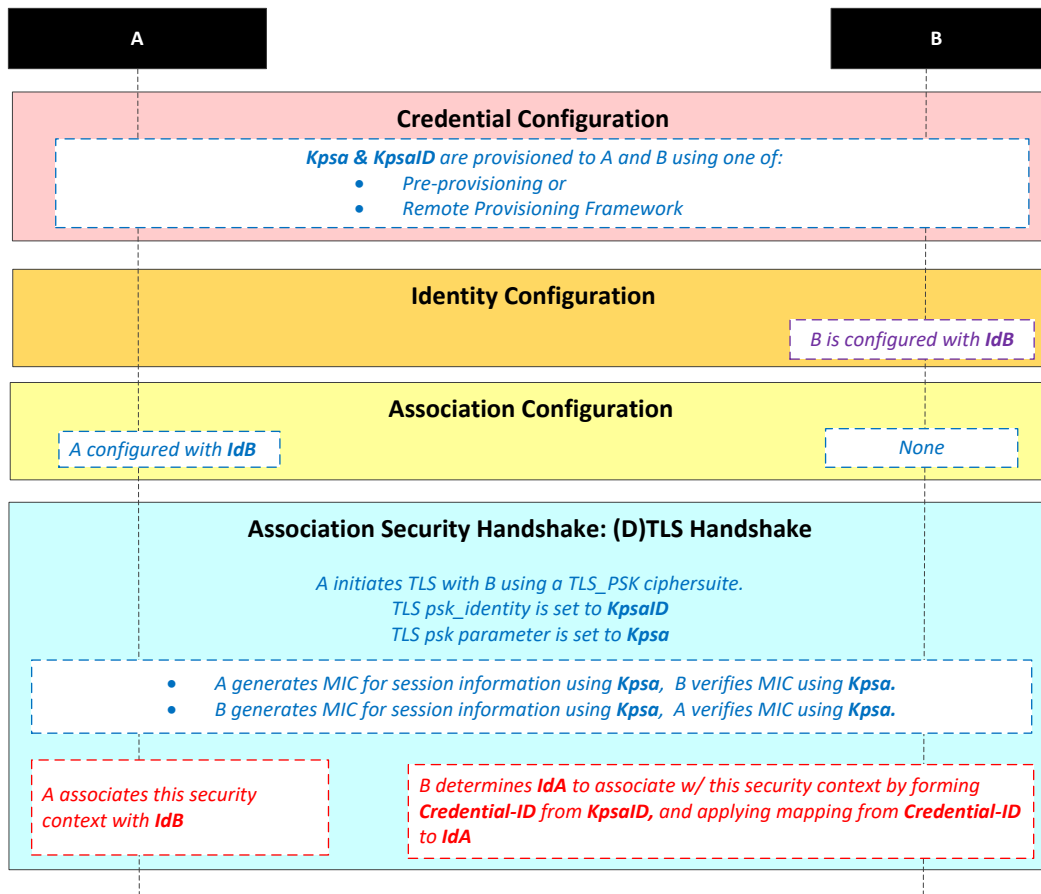 A
B
Credential Configuration
Kpsa & KpsaID are provisioned to A and B using one of:
• Pre-provisioning or
• Remote Provisioning Framework
Identity Configuration
B is configured with IdB
Association Configuration
A configured with IdB
None
Association Security Handshake: (D)TLS Handshake
A initiates TLS with B using a TLS_PSK ciphersuite.
TLS psk_identity is set to KpsaID
TLS psk parameter is set to Kpsa
• A generates MIC for session information using Kpsa, B verifies MIC using Kpsa.
• B generates MIC for session information using Kpsa, A verifies MIC using Kpsa.
A associates this security
context with IdB
B determines IdA to associate w/ this security context by forming
Credential-ID from KpsaID, and applying mapping from Credential-ID
to IdA